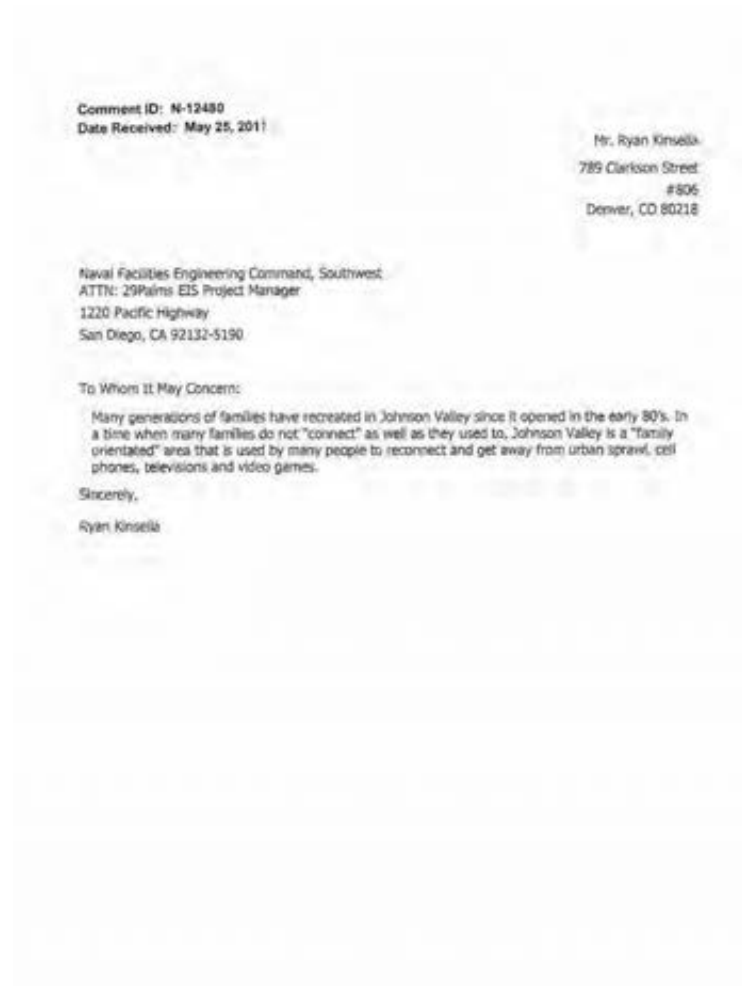 Comment ID: N-12480
Date Received: May 25, 2011
Mr. Ryan Kinsella
789 Clarkson Street
#806
Denver, CO 80218
Naval Facilities Engineering Command, Southwest
ATTN: 29Palms EIS Project Manager
1220 Pacific Highway
San Diego, CA 92132-5190
To Whom It May Concern:
Many generations of families have recreated in Johnson Valley since it opened in the early 80's. In
a time when many families do not "connect" as well as they used to, Johnson Valley is a "family
orientated" area that is used by many people to reconnect and get away from urban sprawl, cell
phones, televisions and video games.
Sincerely,
Ryan Kinsella